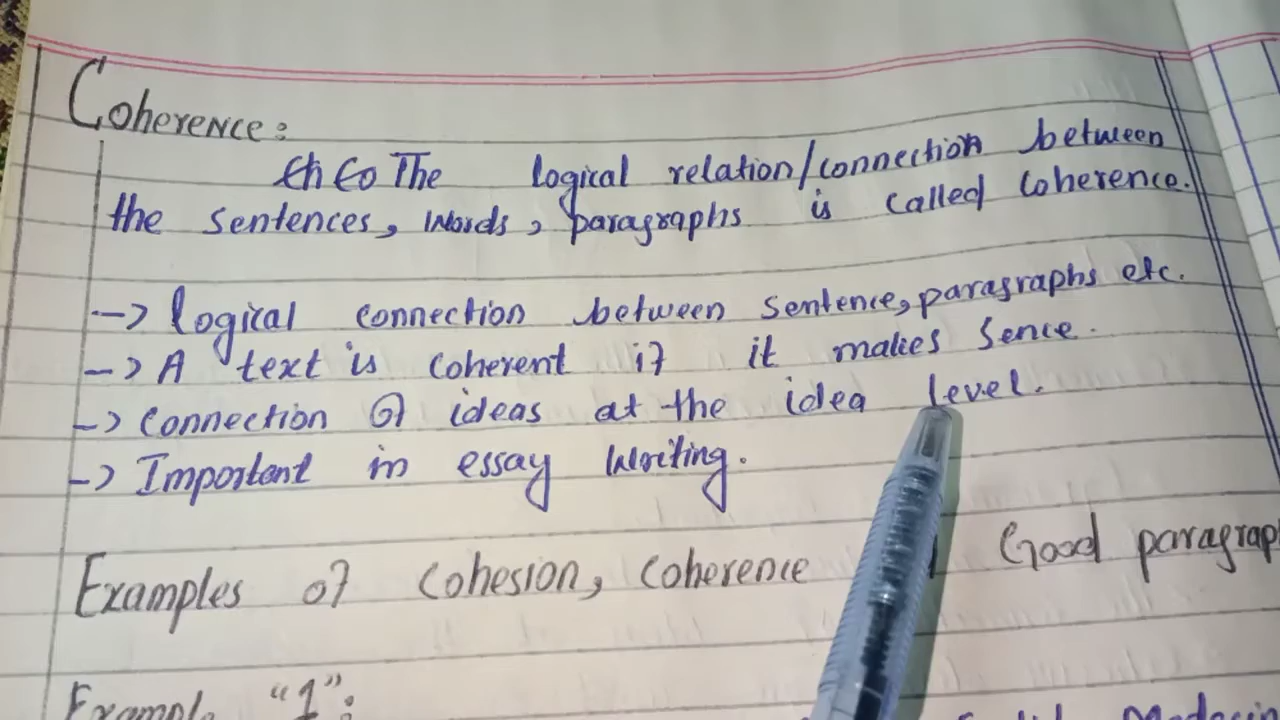 Coherence:
The logical relation/connection between
the sentences, words, paragraphs is called Coherence.
-> Logical connection between sentence, paragraphs etc.
-> A text is coherent if it makes sence.
-> Connection of ideas at the idea level.
-> Important in essay writing.
Examples of Cohesion, Coherence Good paragrap
Example "1":